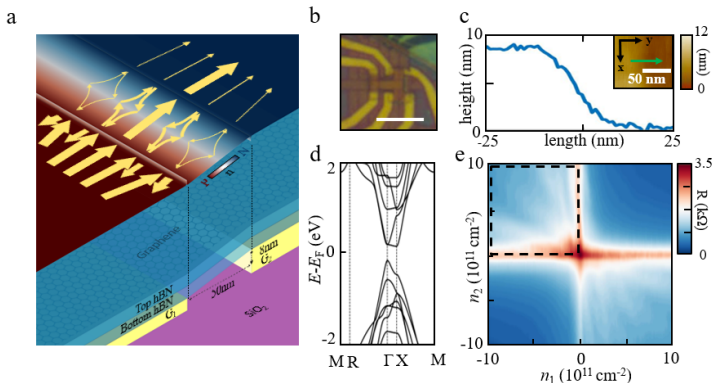 a
P
n
N
Graphene
8nm
G₂
Top hBN
Bottom hBN
G₁
50nm
SiO₂
b
c
height (nm)
10
0
-25
length (nm)
25
y
x
50 nm
12
(nm)
0
d
E-E_F (eV)
2
0
-2
M R Γ X M
e
n₂ (10¹¹ cm⁻²)
10
0
-10
-10
0
10
n₁ (10¹¹ cm⁻²)
3.5
R (kΩ)
0